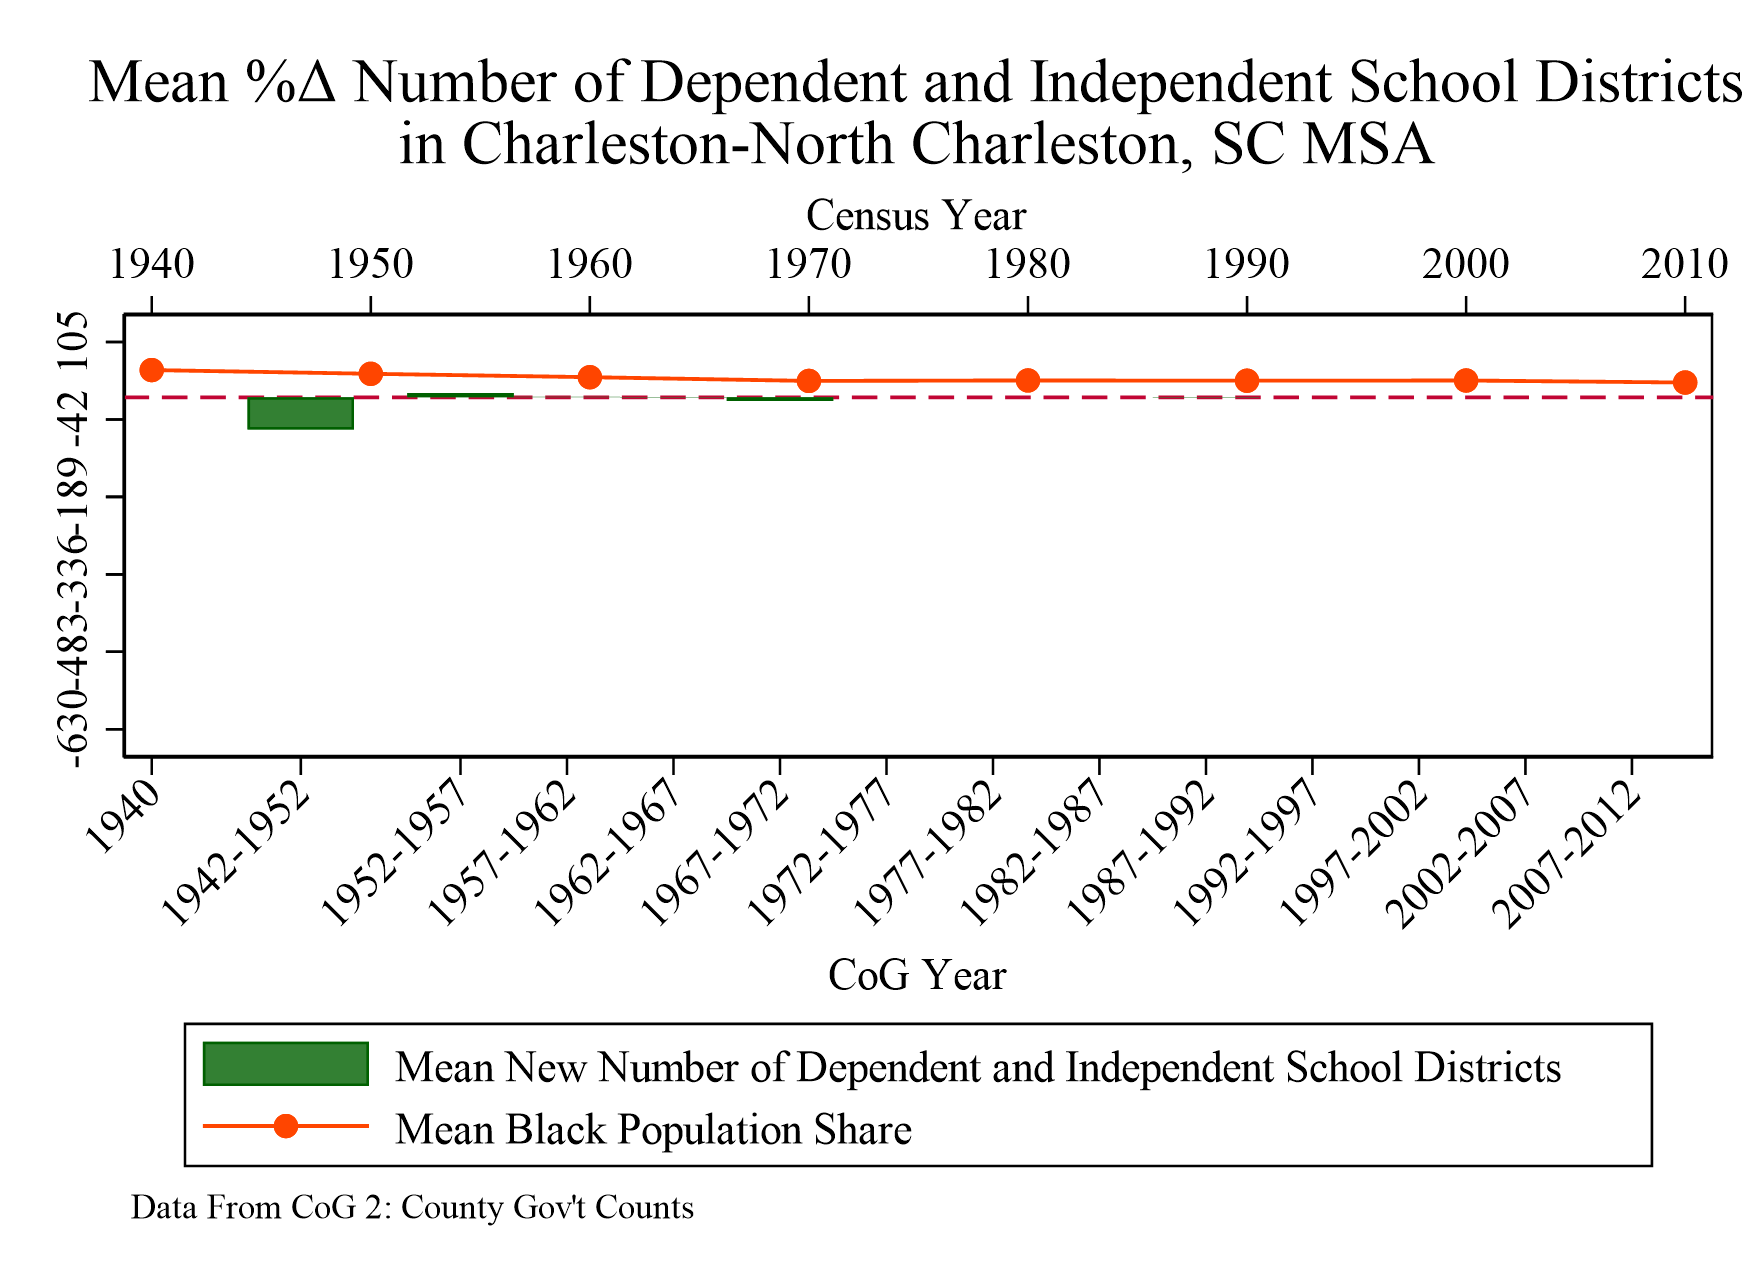 Mean %Δ Number of Dependent and Independent School Districts
in Charleston-North Charleston, SC MSA
Census Year
1940 1950 1960 1970 1980 1990 2000 2010
105
-42
-189
-336
-483
-630
1940 1942-1952 1952-1957 1957-1962 1962-1967 1967-1972 1972-1977 1977-1982 1982-1987 1987-1992 1992-1997 1997-2002 2002-2007 2007-2012
CoG Year
Mean New Number of Dependent and Independent School Districts
Mean Black Population Share
Data From CoG 2: County Gov't Counts